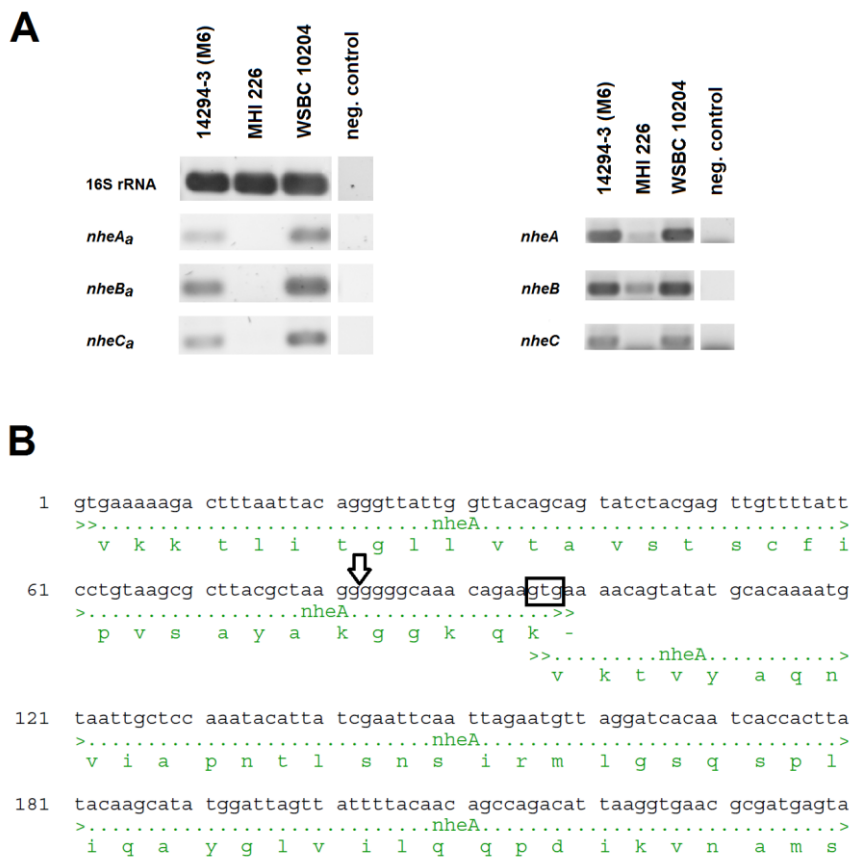 A
14294-3 (M6) MHI 226 WSBC 10204 neg. control
16S rRNA
nheAa
nheBa
nheCa
14294-3 (M6) MHI 226 WSBC 10204 neg. control
nheA
nheB
nheC
B
1 gtgaaaaaga ctttaattac agggttattg gttacagcag tatctacgag ttgttttatt
>>...............................nheA................................>
v k k t l i t g l l v t a v s t s c f i
61 cctgtaagcg cttacgctaa ggggggcaaa cagaagtgaa aacagtatat gcacaaaatg
>....................nheA...................>>
p v s a y a k g g k q k -
>>...........nheA............>
v k t v y a q n
121 taattgctcc aaatacatta tcgaattcaa ttagaatgtt aggatcacaa tcaccactta
>................................nheA................................>
v i a p n t l s n s i r m l g s q s p l
181 tacaagcata tggattagtt attttacaac agccagacat taaggtgaac gcgatgagta
>................................nheA................................>
i q a y g l v i l q q p d i k v n a m s